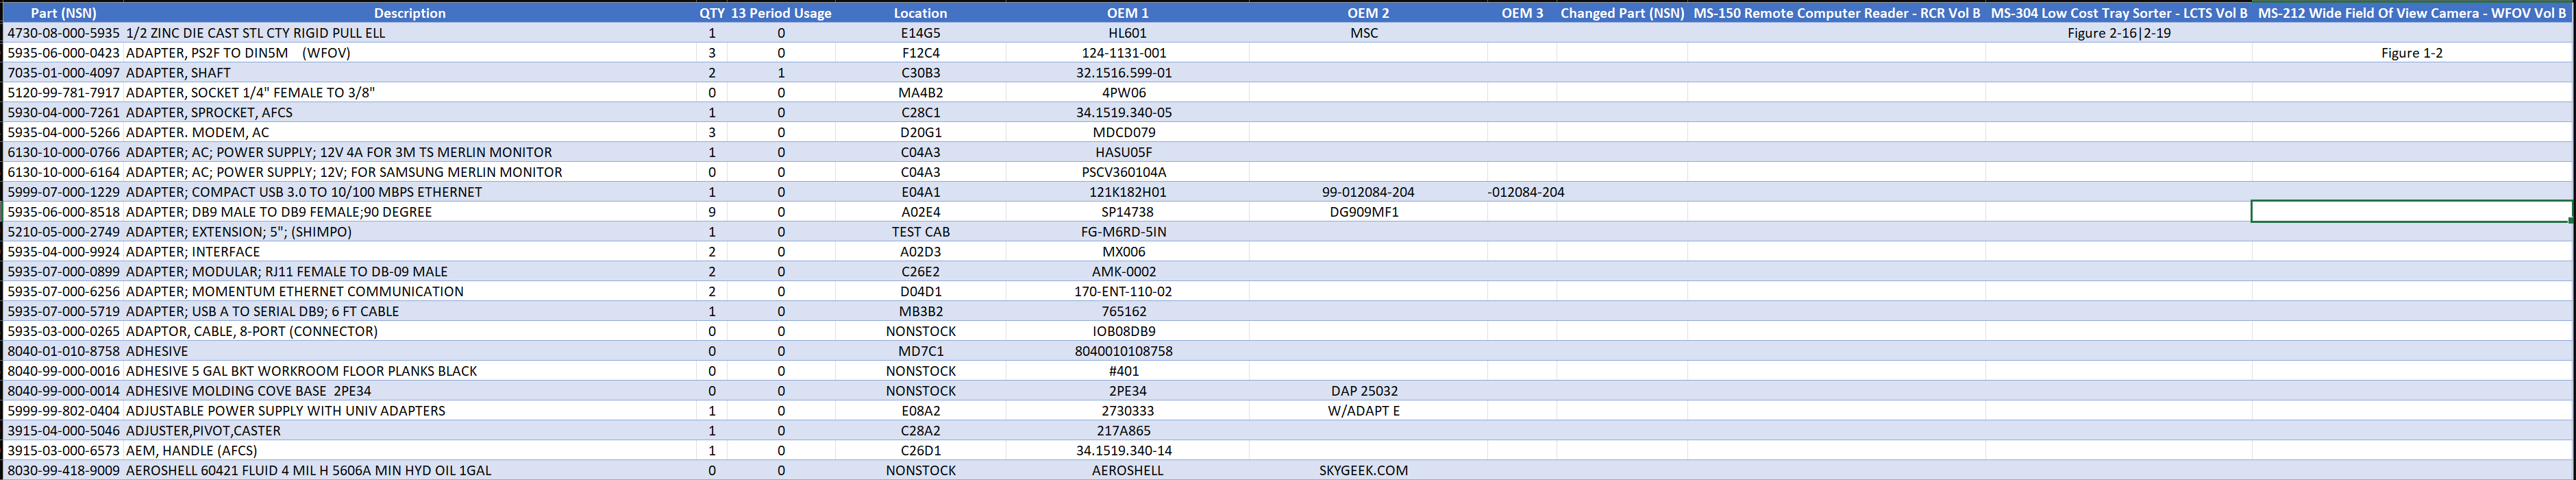 Part (NSN) Description QTY 13 Period Usage Location OEM 1 OEM 2 OEM 3 Changed Part (NSN) MS-150 Remote Computer Reader - RCR Vol B MS-304 Low Cost Tray Sorter - LCTS Vol B MS-212 Wide Field Of View Camera - WFOV Vol B
4730-08-000-5935 1/2 ZINC DIE CAST STL CTY RIGID PULL ELL 1 0 E14G5 HL601 MSC Figure 2-16|2-19
5935-06-000-0423 ADAPTER, PS2F TO DIN5M (WFOV) 3 0 F12C4 124-1131-001 Figure 1-2
7035-01-000-4097 ADAPTER, SHAFT 2 1 C30B3 32.1516.599-01
5120-99-781-7917 ADAPTER, SOCKET 1/4" FEMALE TO 3/8" 0 0 MA4B2 4PW06
5930-04-000-7261 ADAPTER, SPROCKET, AFCS 1 0 C28C1 34.1519.340-05
5935-04-000-5266 ADAPTER. MODEM, AC 3 0 D20G1 MDCD079
6130-10-000-0766 ADAPTER; AC; POWER SUPPLY; 12V 4A FOR 3M TS MERLIN MONITOR 1 0 C04A3 HASU05F
6130-10-000-6164 ADAPTER; AC; POWER SUPPLY; 12V; FOR SAMSUNG MERLIN MONITOR 0 0 C04A3 PSCV360104A
5999-07-000-1229 ADAPTER; COMPACT USB 3.0 TO 10/100 MBPS ETHERNET 1 0 E04A1 121K182H01 99-012084-204 -012084-204
5935-06-000-8518 ADAPTER; DB9 MALE TO DB9 FEMALE;90 DEGREE 9 0 A02E4 SP14738 DG909MF1
5210-05-000-2749 ADAPTER; EXTENSION; 5"; (SHIMPO) 1 0 TEST CAB FG-M6RD-5IN
5935-04-000-9924 ADAPTER; INTERFACE 2 0 A02D3 MX006
5935-07-000-0899 ADAPTER; MODULAR; RJ11 FEMALE TO DB-09 MALE 2 0 C26E2 AMK-0002
5935-07-000-6256 ADAPTER; MOMENTUM ETHERNET COMMUNICATION 2 0 D04D1 170-ENT-110-02
5935-07-000-5719 ADAPTER; USB A TO SERIAL DB9; 6 FT CABLE 1 0 MB3B2 765162
5935-03-000-0265 ADAPTOR, CABLE, 8-PORT (CONNECTOR) 0 0 NONSTOCK IOB08DB9
8040-01-010-8758 ADHESIVE 0 0 MD7C1 8040010108758
8040-99-000-0016 ADHESIVE 5 GAL BKT WORKROOM FLOOR PLANKS BLACK 0 0 NONSTOCK #401
8040-99-000-0014 ADHESIVE MOLDING COVE BASE 2PE34 0 0 NONSTOCK 2PE34 DAP 25032
5999-99-802-0404 ADJUSTABLE POWER SUPPLY WITH UNIV ADAPTERS 1 0 E08A2 2730333 W/ADAPT E
3915-04-000-5046 ADJUSTER,PIVOT,CASTER 1 0 C28A2 217A865
3915-03-000-6573 AEM, HANDLE (AFCS) 1 0 C26D1 34.1519.340-14
8030-99-418-9009 AEROSHELL 60421 FLUID 4 MIL H 5606A MIN HYD OIL 1GAL 0 0 NONSTOCK AEROSHELL SKYGEEK.COM